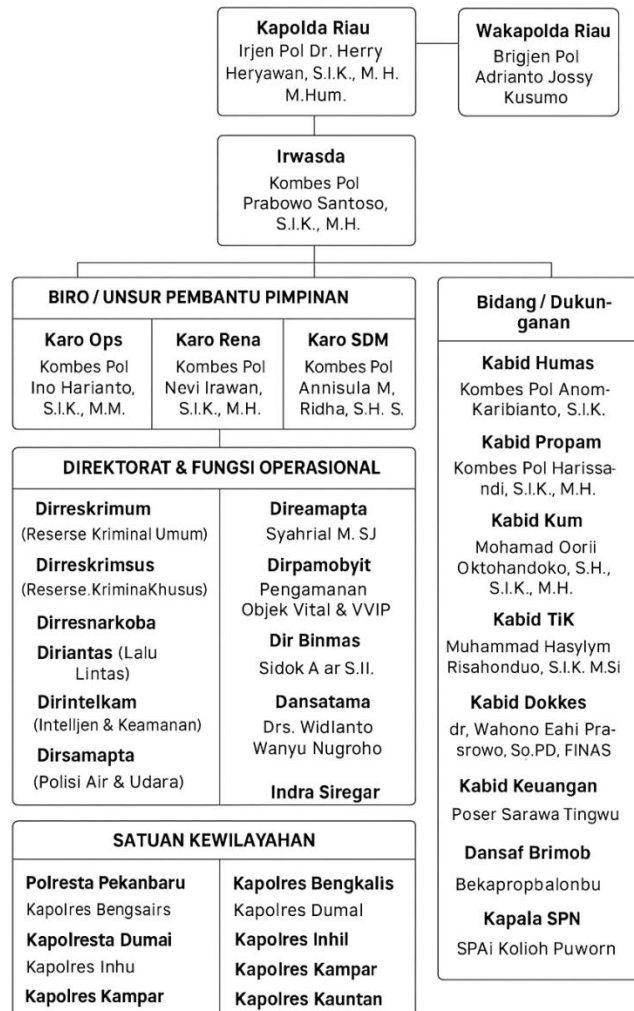 Kapolda Riau
Irjen Pol Dr. Herry
Heryawan, S.I.K., M. H.
M.Hum.
Wakapolda Riau
Brigjen Pol
Adrianto Jossy
Kusumo
Irwasda
Kombes Pol
Prabowo Santoso,
S.I.K., M.H.
BIRO / UNSUR PEMBANTU PIMPINAN
Karo Ops
Kombes Pol
Ino Harianto,
S.I.K., M.M.
Karo Rena
Kombes Pol
Nevi Irawan,
S.I.K., M.H.
Karo SDM
Kombes Pol
Annisula M,
Ridha, S.H. S.
DIREKTORAT & FUNGSI OPERASIONAL
Dirreskrimum
(Reserse Kriminal Umum)
Dirreskrimsus
(Reserse.KriminaKhusus)
Dirresnarkoba
Diriantas (Lalu
Lintas)
Dirintelkam
(Intelljen & Keamanan)
Dirsamapta
(Polisi Air & Udara)
Direamapta
Syahrial M. SJ
Dirpamobyit
Pengamanan
Objek Vital & VVIP
Dir Binmas
Sidok A ar S.II.
Dansatama
Drs. Widlanto
Wanyu Nugroho
Indra Siregar
SATUAN KEWILAYAHAN
Polresta Pekanbaru
Kapolres Bengsairs
Kapolresta Dumai
Kapolres Inhu
Kapolres Kampar
Kapolres Bengkalis
Kapolres Dumal
Kapolres Inhil
Kapolres Kampar
Kapolres Kauntan
Bidang / Dukun-
ganan
Kabid Humas
Kombes Pol Anom-
Karibianto, S.I.K.
Kabid Propam
Kombes Pol Harissa-
ndi, S.I.K., M.H.
Kabid Kum
Mohamad Oorii
Oktohandoko, S.H.,
S.I.K., M.H.
Kabid TiK
Muhammad Hasylym
Risahonduo, S.I.K. M.Si
Kabid Dokkes
dr, Wahono Eahi Pra-
srowo, So.PD, FINAS
Kabid Keuangan
Poser Sarawa Tingwu
Dansaf Brimob
Bekapropbalonbu
Kapala SPN
SPAi Kolioh Puworn